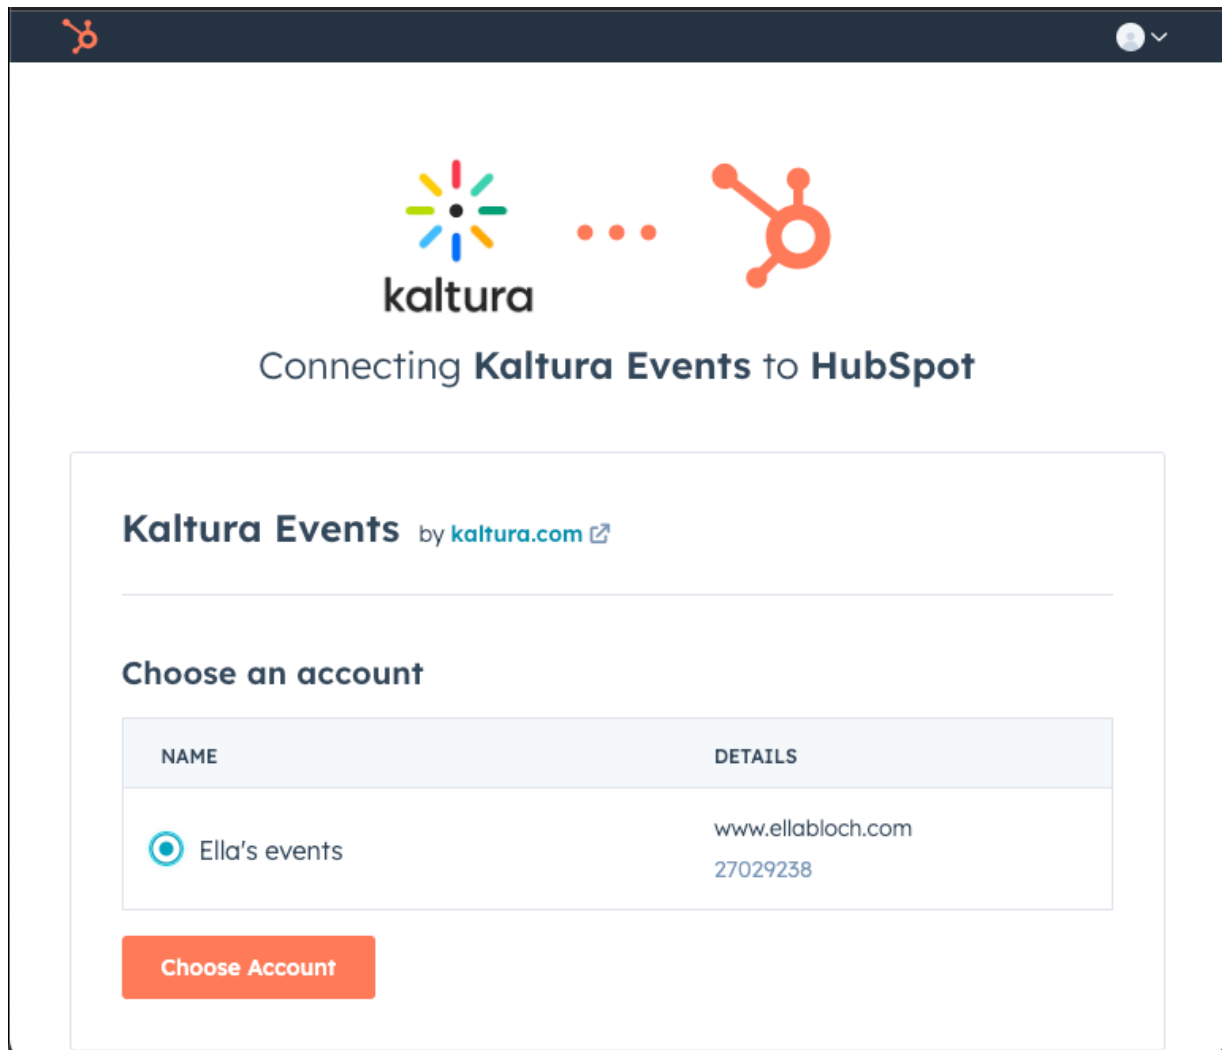 kaltura
Connecting Kaltura Events to HubSpot
Kaltura Events by kaltura.com
Choose an account
NAME DETAILS
Ella's events www.ellabloch.com
27029238
Choose Account